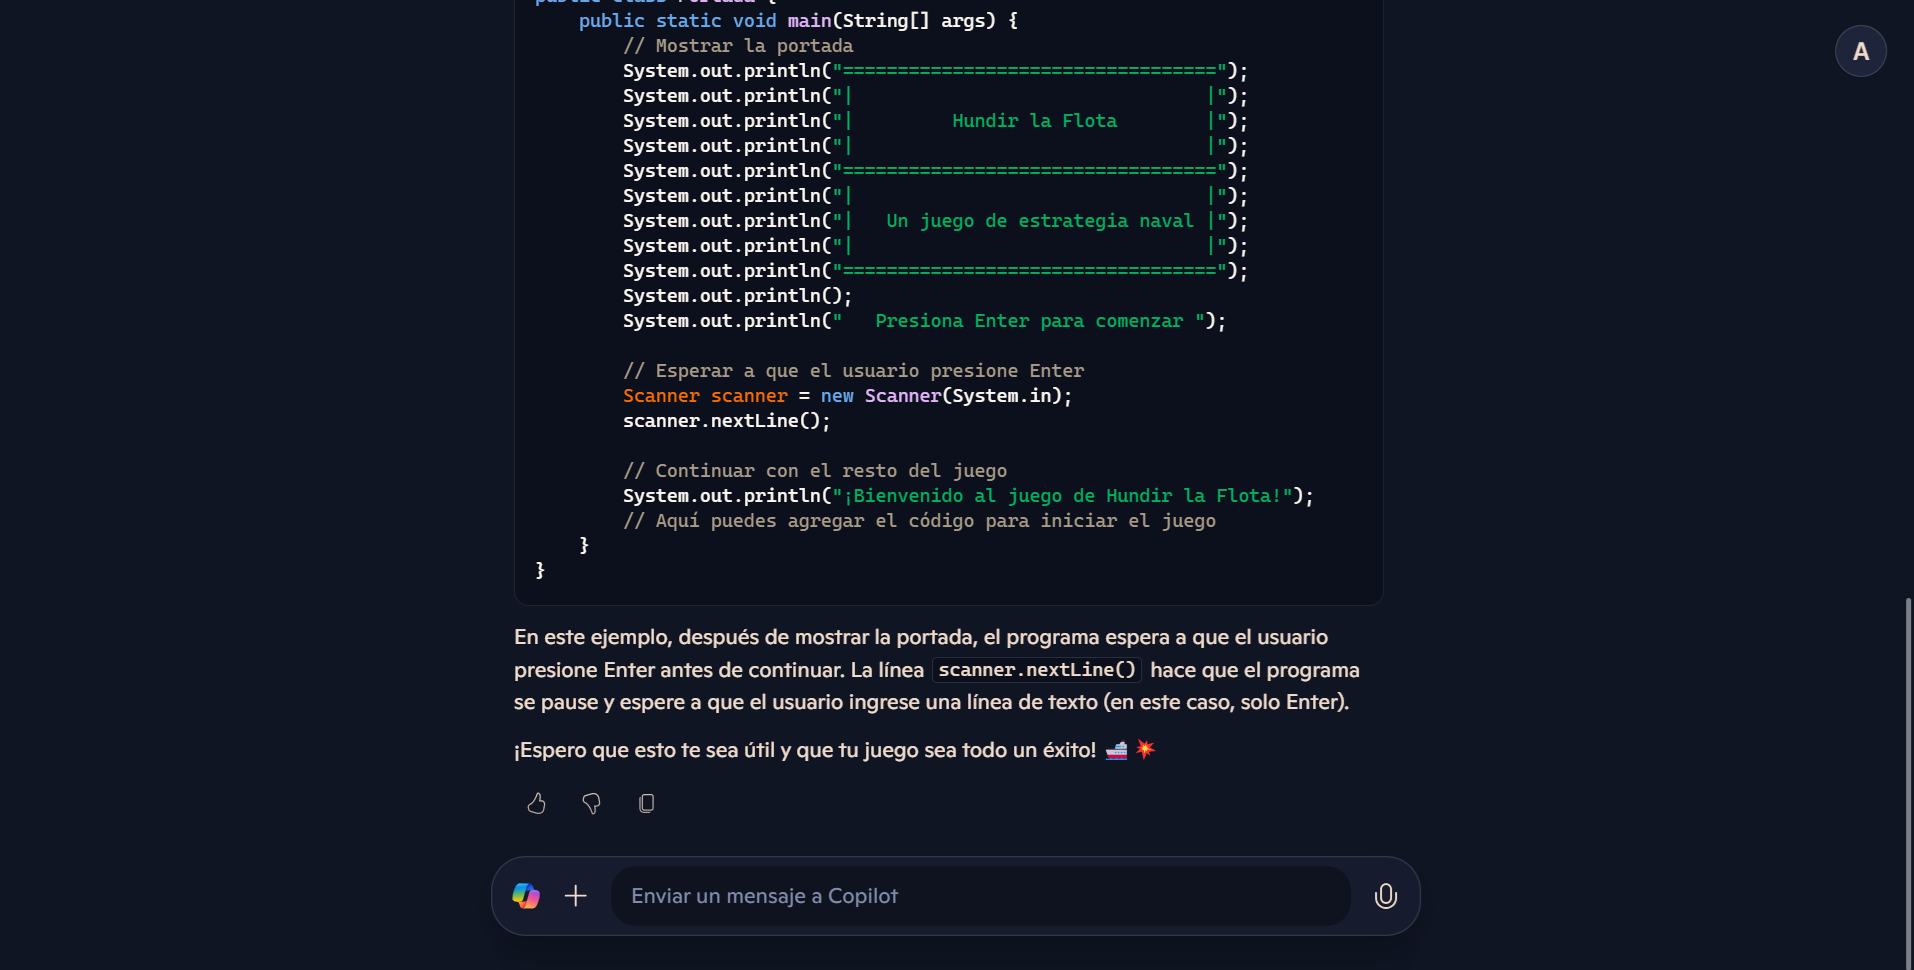 public class Portada {
    public static void main(String[] args) {
        // Mostrar la portada
        System.out.println("==================================");
        System.out.println("|                                |");
        System.out.println("|         Hundir la Flota        |");
        System.out.println("|                                |");
        System.out.println("==================================");
        System.out.println("|                                |");
        System.out.println("|   Un juego de estrategia naval |");
        System.out.println("|                                |");
        System.out.println("==================================");
        System.out.println();
        System.out.println("   Presiona Enter para comenzar ");
        // Esperar a que el usuario presione Enter
        Scanner scanner = new Scanner(System.in);
        scanner.nextLine();
        // Continuar con el resto del juego
        System.out.println("¡Bienvenido al juego de Hundir la Flota!");
        // Aquí puedes agregar el código para iniciar el juego
    }
}
En este ejemplo, después de mostrar la portada, el programa espera a que el usuario
presione Enter antes de continuar. La línea scanner.nextLine() hace que el programa
se pause y espere a que el usuario ingrese una línea de texto (en este caso, solo Enter).
¡Espero que esto te sea útil y que tu juego sea todo un éxito! 🚢 💥
Enviar un mensaje a Copilot
A